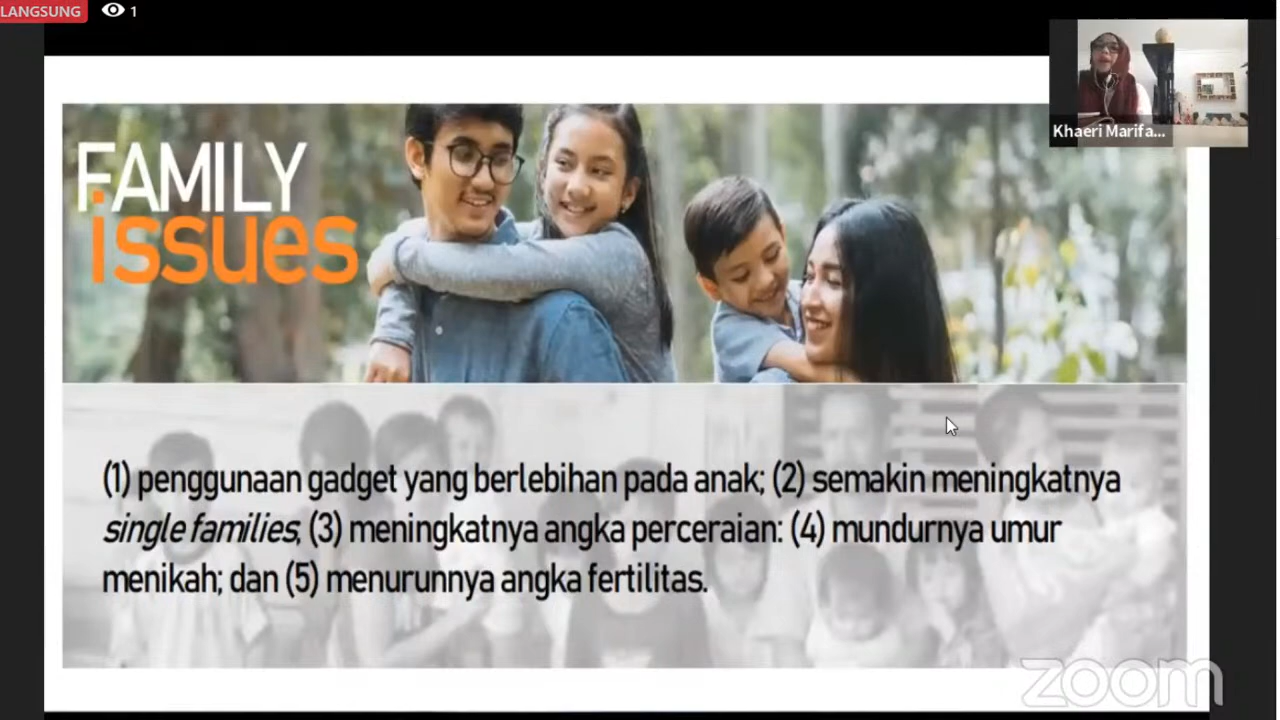 LANGSUNG
1
Khaeri Marifa...
FAMILY
issues
(1) penggunaan gadget yang berlebihan pada anak; (2) semakin meningkatnya
single families; (3) meningkatnya angka perceraian: (4) mundurnya umur
menikah; dan (5) menurunnya angka fertilitas.
zoom